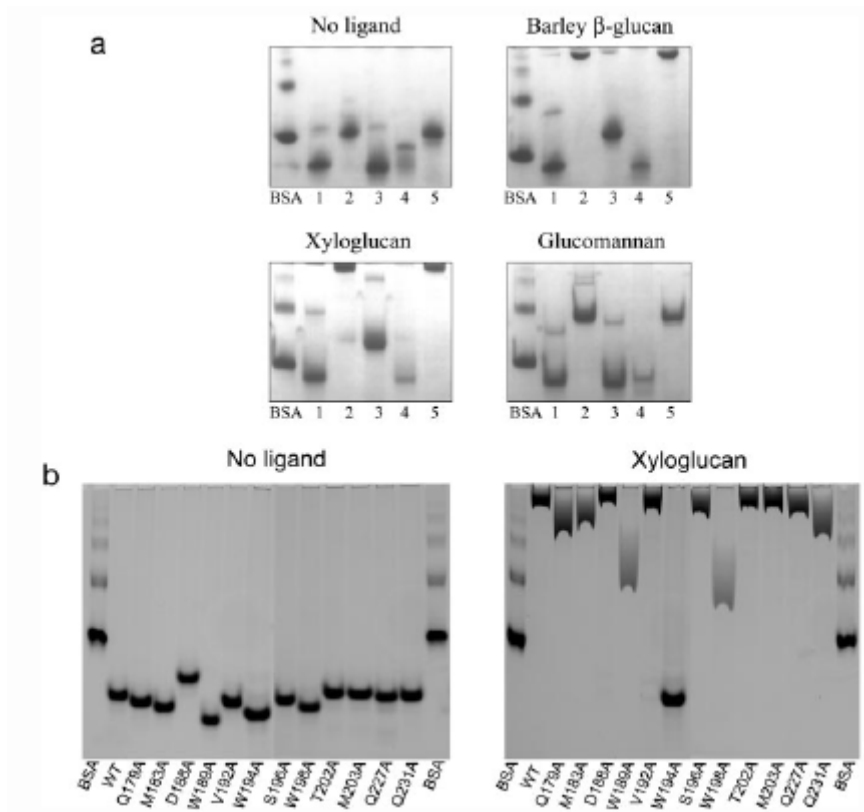 a
No ligand
Barley β-glucan
BSA 1 2 3 4 5
BSA 1 2 3 4 5
Xyloglucan
Glucomannan
BSA 1 2 3 4 5
BSA 1 2 3 4 5
b
No ligand
Xyloglucan
BSA WT Q179A M183A D188A W189A V192A W194A S196A W198A T202A M203A Q227A Q231A BSA
BSA WT Q179A M183A D188A W189A V192A W194A S196A W198A T202A M203A Q227A Q231A BSA